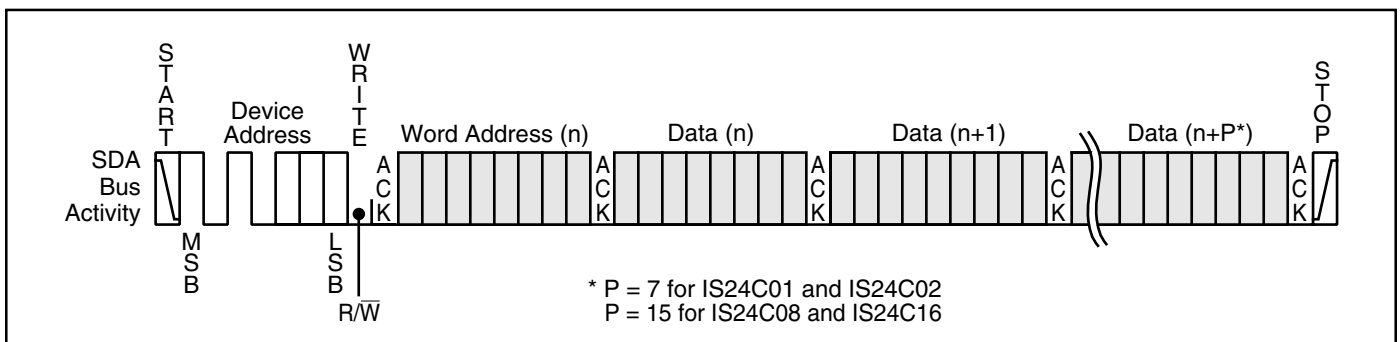 START
Device
Address
WRITE
STOP
Word Address (n)
Data (n)
Data (n+1)
Data (n+P*)
SDA
Bus
Activity
ACK
ACK
ACK
ACK
ACK
MSB
LSB
R/W̅
* P = 7 for IS24C01 and IS24C02
P = 15 for IS24C08 and IS24C16